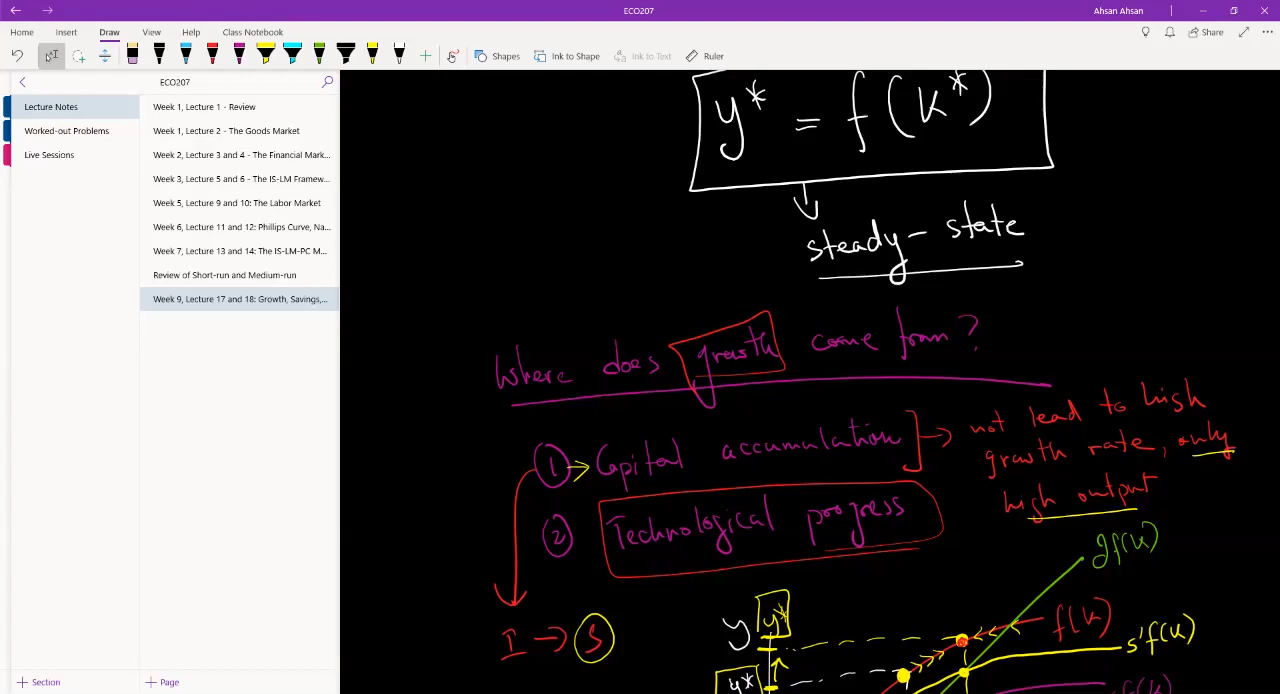 ECO207
Ahsan Ahsan
Home Insert Draw View Help Class Notebook
Shapes Ink to Shape Ink to Text Ruler Share
ECO207
Lecture Notes
Worked-out Problems
Live Sessions
Week 1, Lecture 1 - Review
Week 1, Lecture 2 - The Goods Market
Week 2, Lecture 3 and 4 - The Financial Mark...
Week 3, Lecture 5 and 6 - The IS-LM Framew...
Week 5, Lecture 9 and 10: The Labor Market
Week 6, Lecture 11 and 12: Phillips Curve, Na...
Week 7, Lecture 13 and 14: The IS-LM-PC M...
Review of Short-run and Medium-run
Week 9, Lecture 17 and 18: Growth, Savings,...
Section
Page
y* = f(k*)
steady-state
Where does growth come from?
1 → Capital accumulation → not lead to high
growth rate, only
high output
2 Technological progress
I → S
y y*
y*
f(k)
s'f(k)
f(k)